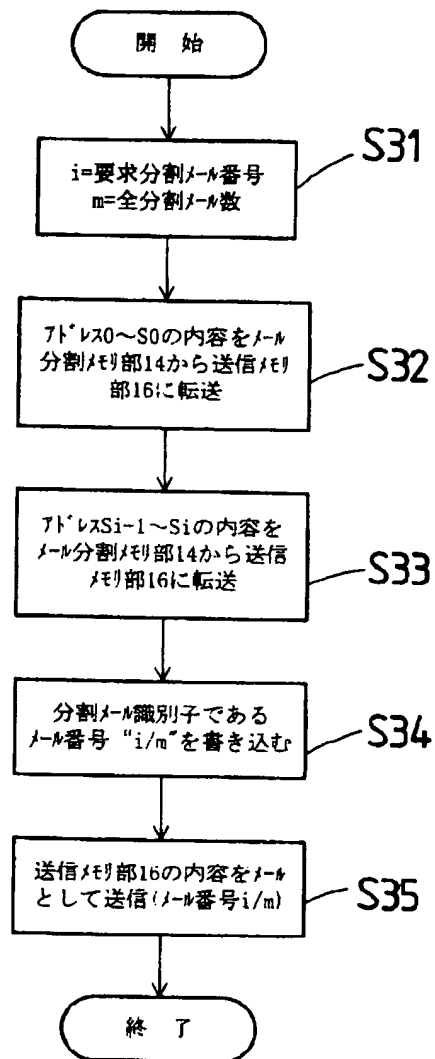 開始
i=要求分割メール番号
m=全分割メール数
S31
アドレス0～S0の内容をメール
分割メモリ部14から送信メモリ
部16に転送
S32
アドレスSi-1～Siの内容を
メール分割メモリ部14から送信
メモリ部16に転送
S33
分割メール識別子である
メール番号 "i/m"を書き込む
S34
送信メモリ部16の内容をメール
として送信(メール番号i/m)
S35
終了